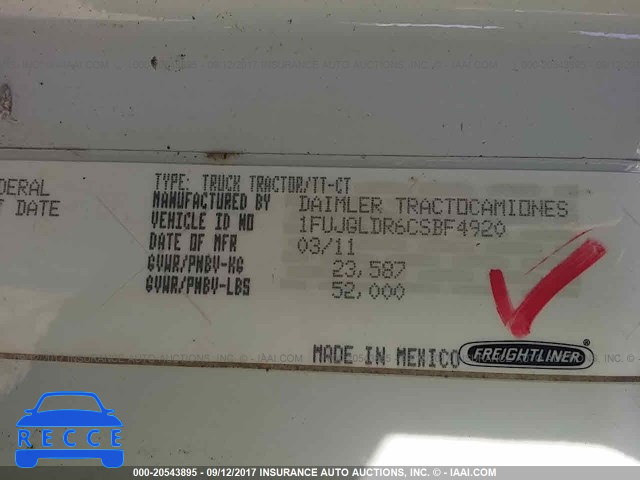 DERAL
DATE
TYPE: TRUCK TRACTOR/TT-CT
MANUFACTURED BY DAIMLER TRACTOCAMIONES
VEHICLE ID NO 1FUJGLDR6CSBF4920
DATE OF MFR 03/11
GVWR/PNBV-KG 23,587
GVWR/PNBV-LBS 52,000
MADE IN MEXICO FREIGHTLINER®
RECCE
000-20543895 - 09/12/2017 INSURANCE AUTO AUCTIONS, INC. - © IAAI.COM